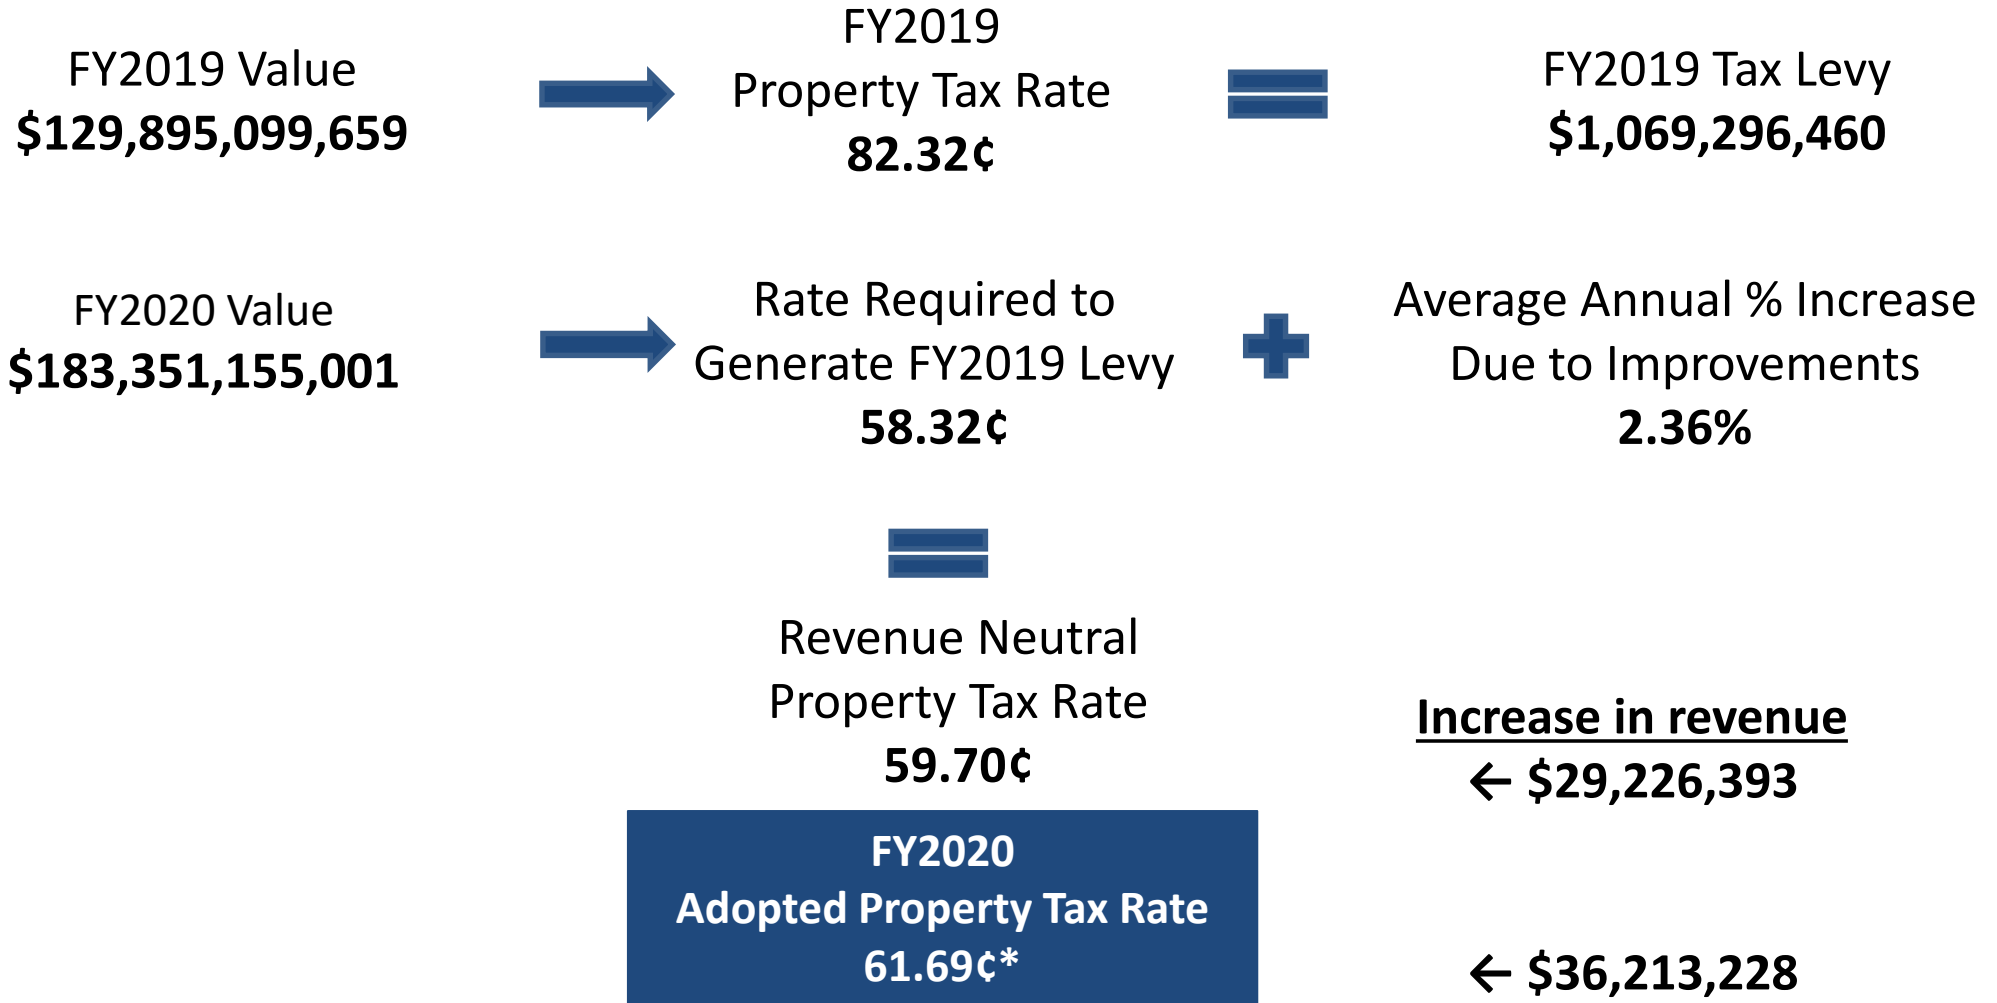 FY2019 Value
$129,895,099,659
FY2019
Property Tax Rate
82.32¢
FY2019 Tax Levy
$1,069,296,460
FY2020 Value
$183,351,155,001
Rate Required to
Generate FY2019 Levy
58.32¢
Average Annual % Increase
Due to Improvements
2.36%
Revenue Neutral
Property Tax Rate
59.70¢
Increase in revenue
← $29,226,393
FY2020
Adopted Property Tax Rate
61.69¢*
← $36,213,228